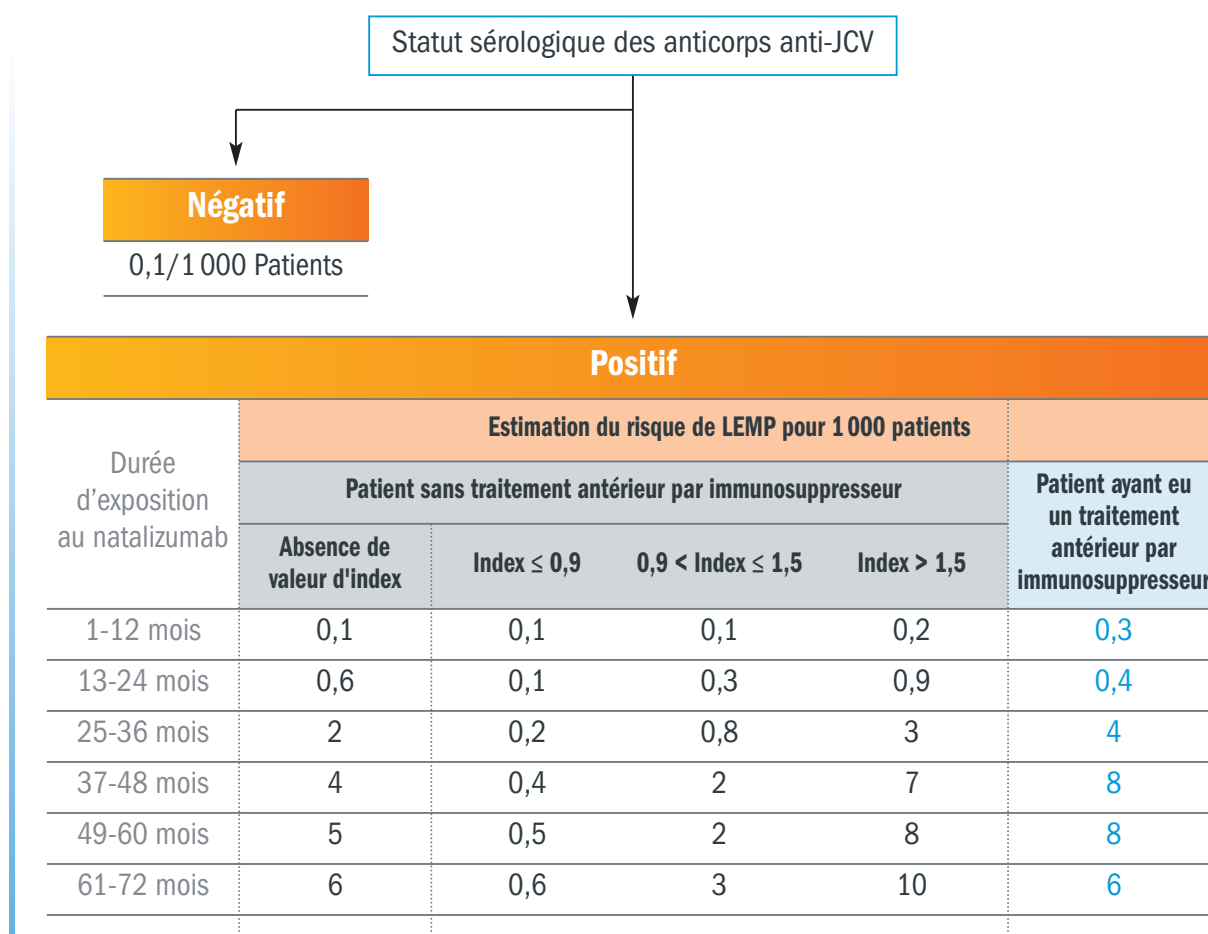 Statut sérologique des anticorps anti-JCV
Négatif
0,1/1 000 Patients
Positif
Durée
d’exposition
au natalizumab
Estimation du risque de LEMP pour 1 000 patients
Patient sans traitement antérieur par immunosuppresseur
Patient ayant eu
un traitement
antérieur par
immunosuppresseur
Absence de
valeur d'index
Index ≤ 0,9
0,9 < Index ≤ 1,5
Index > 1,5
1-12 mois 0,1 0,1 0,1 0,2 0,3
13-24 mois 0,6 0,1 0,3 0,9 0,4
25-36 mois 2 0,2 0,8 3 4
37-48 mois 4 0,4 2 7 8
49-60 mois 5 0,5 2 8 8
61-72 mois 6 0,6 3 10 6